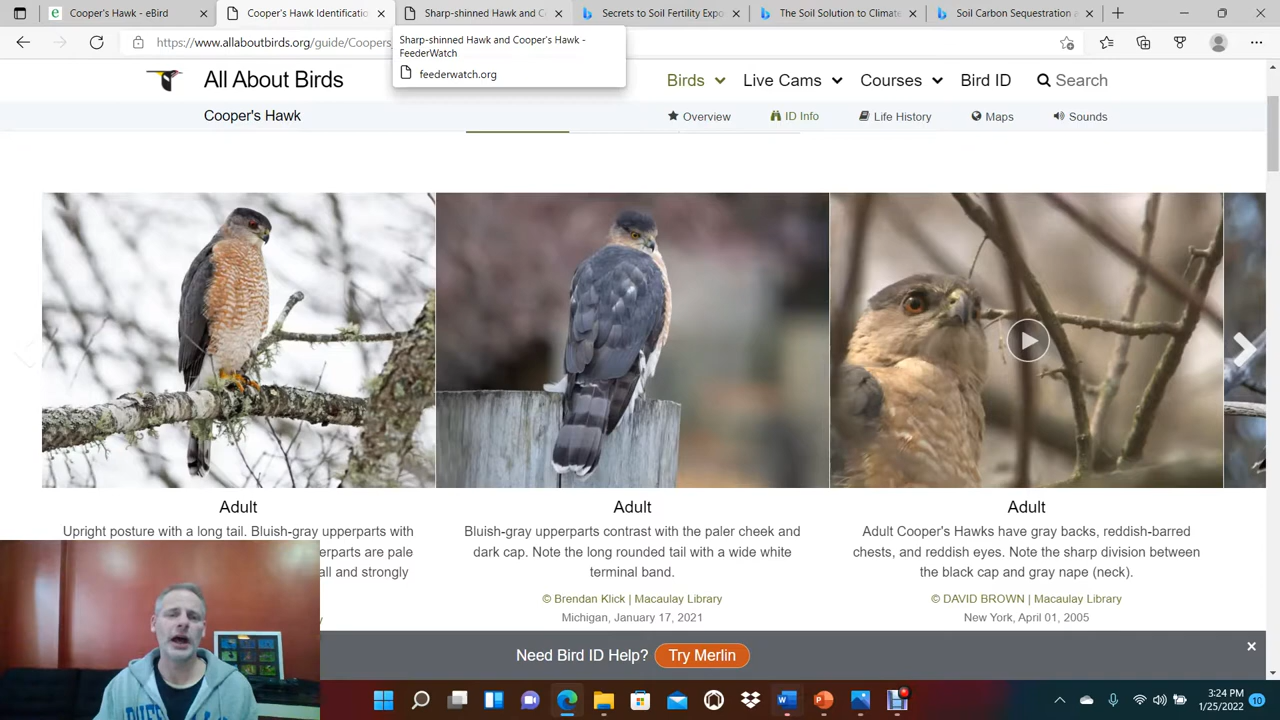 Cooper's Hawk - eBird
Cooper's Hawk Identificatio
Sharp-shinned Hawk and C
Secrets to Soil Fertility Expo
The Soil Solution to Climate
Soil Carbon Sequestration a
https://www.allaboutbirds.org/guide/Coopers_
Sharp-shinned Hawk and Cooper's Hawk -
FeederWatch
feederwatch.org
All About Birds
Birds
Live Cams
Courses
Bird ID
Search
Cooper's Hawk
Overview
ID Info
Life History
Maps
Sounds
Adult
Upright posture with a long tail. Bluish-gray upperparts with
erparts are pale
all and strongly
Adult
Bluish-gray upperparts contrast with the paler cheek and
dark cap. Note the long rounded tail with a wide white
terminal band.
© Brendan Klick | Macaulay Library
Michigan, January 17, 2021
Adult
Adult Cooper's Hawks have gray backs, reddish-barred
chests, and reddish eyes. Note the sharp division between
the black cap and gray nape (neck).
© DAVID BROWN | Macaulay Library
New York, April 01, 2005
Need Bird ID Help?
Try Merlin
3:24 PM
1/25/2022
10